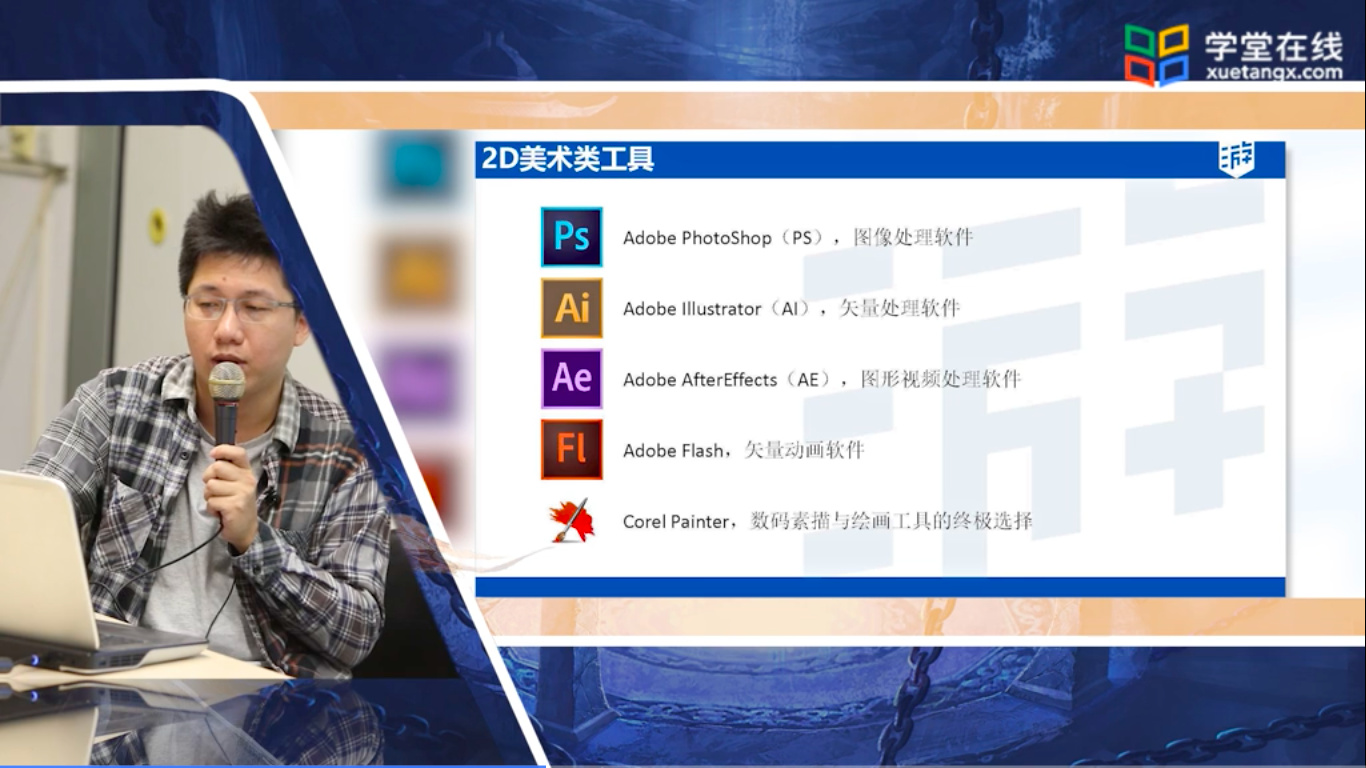 学堂在线
xuetangx.com
2D美术类工具
游
Ps Adobe PhotoShop（PS），图像处理软件
Ai Adobe Illustrator（AI），矢量处理软件
Ae Adobe AfterEffects（AE），图形视频处理软件
Fl Adobe Flash，矢量动画软件
Corel Painter，数码素描与绘画工具的终极选择